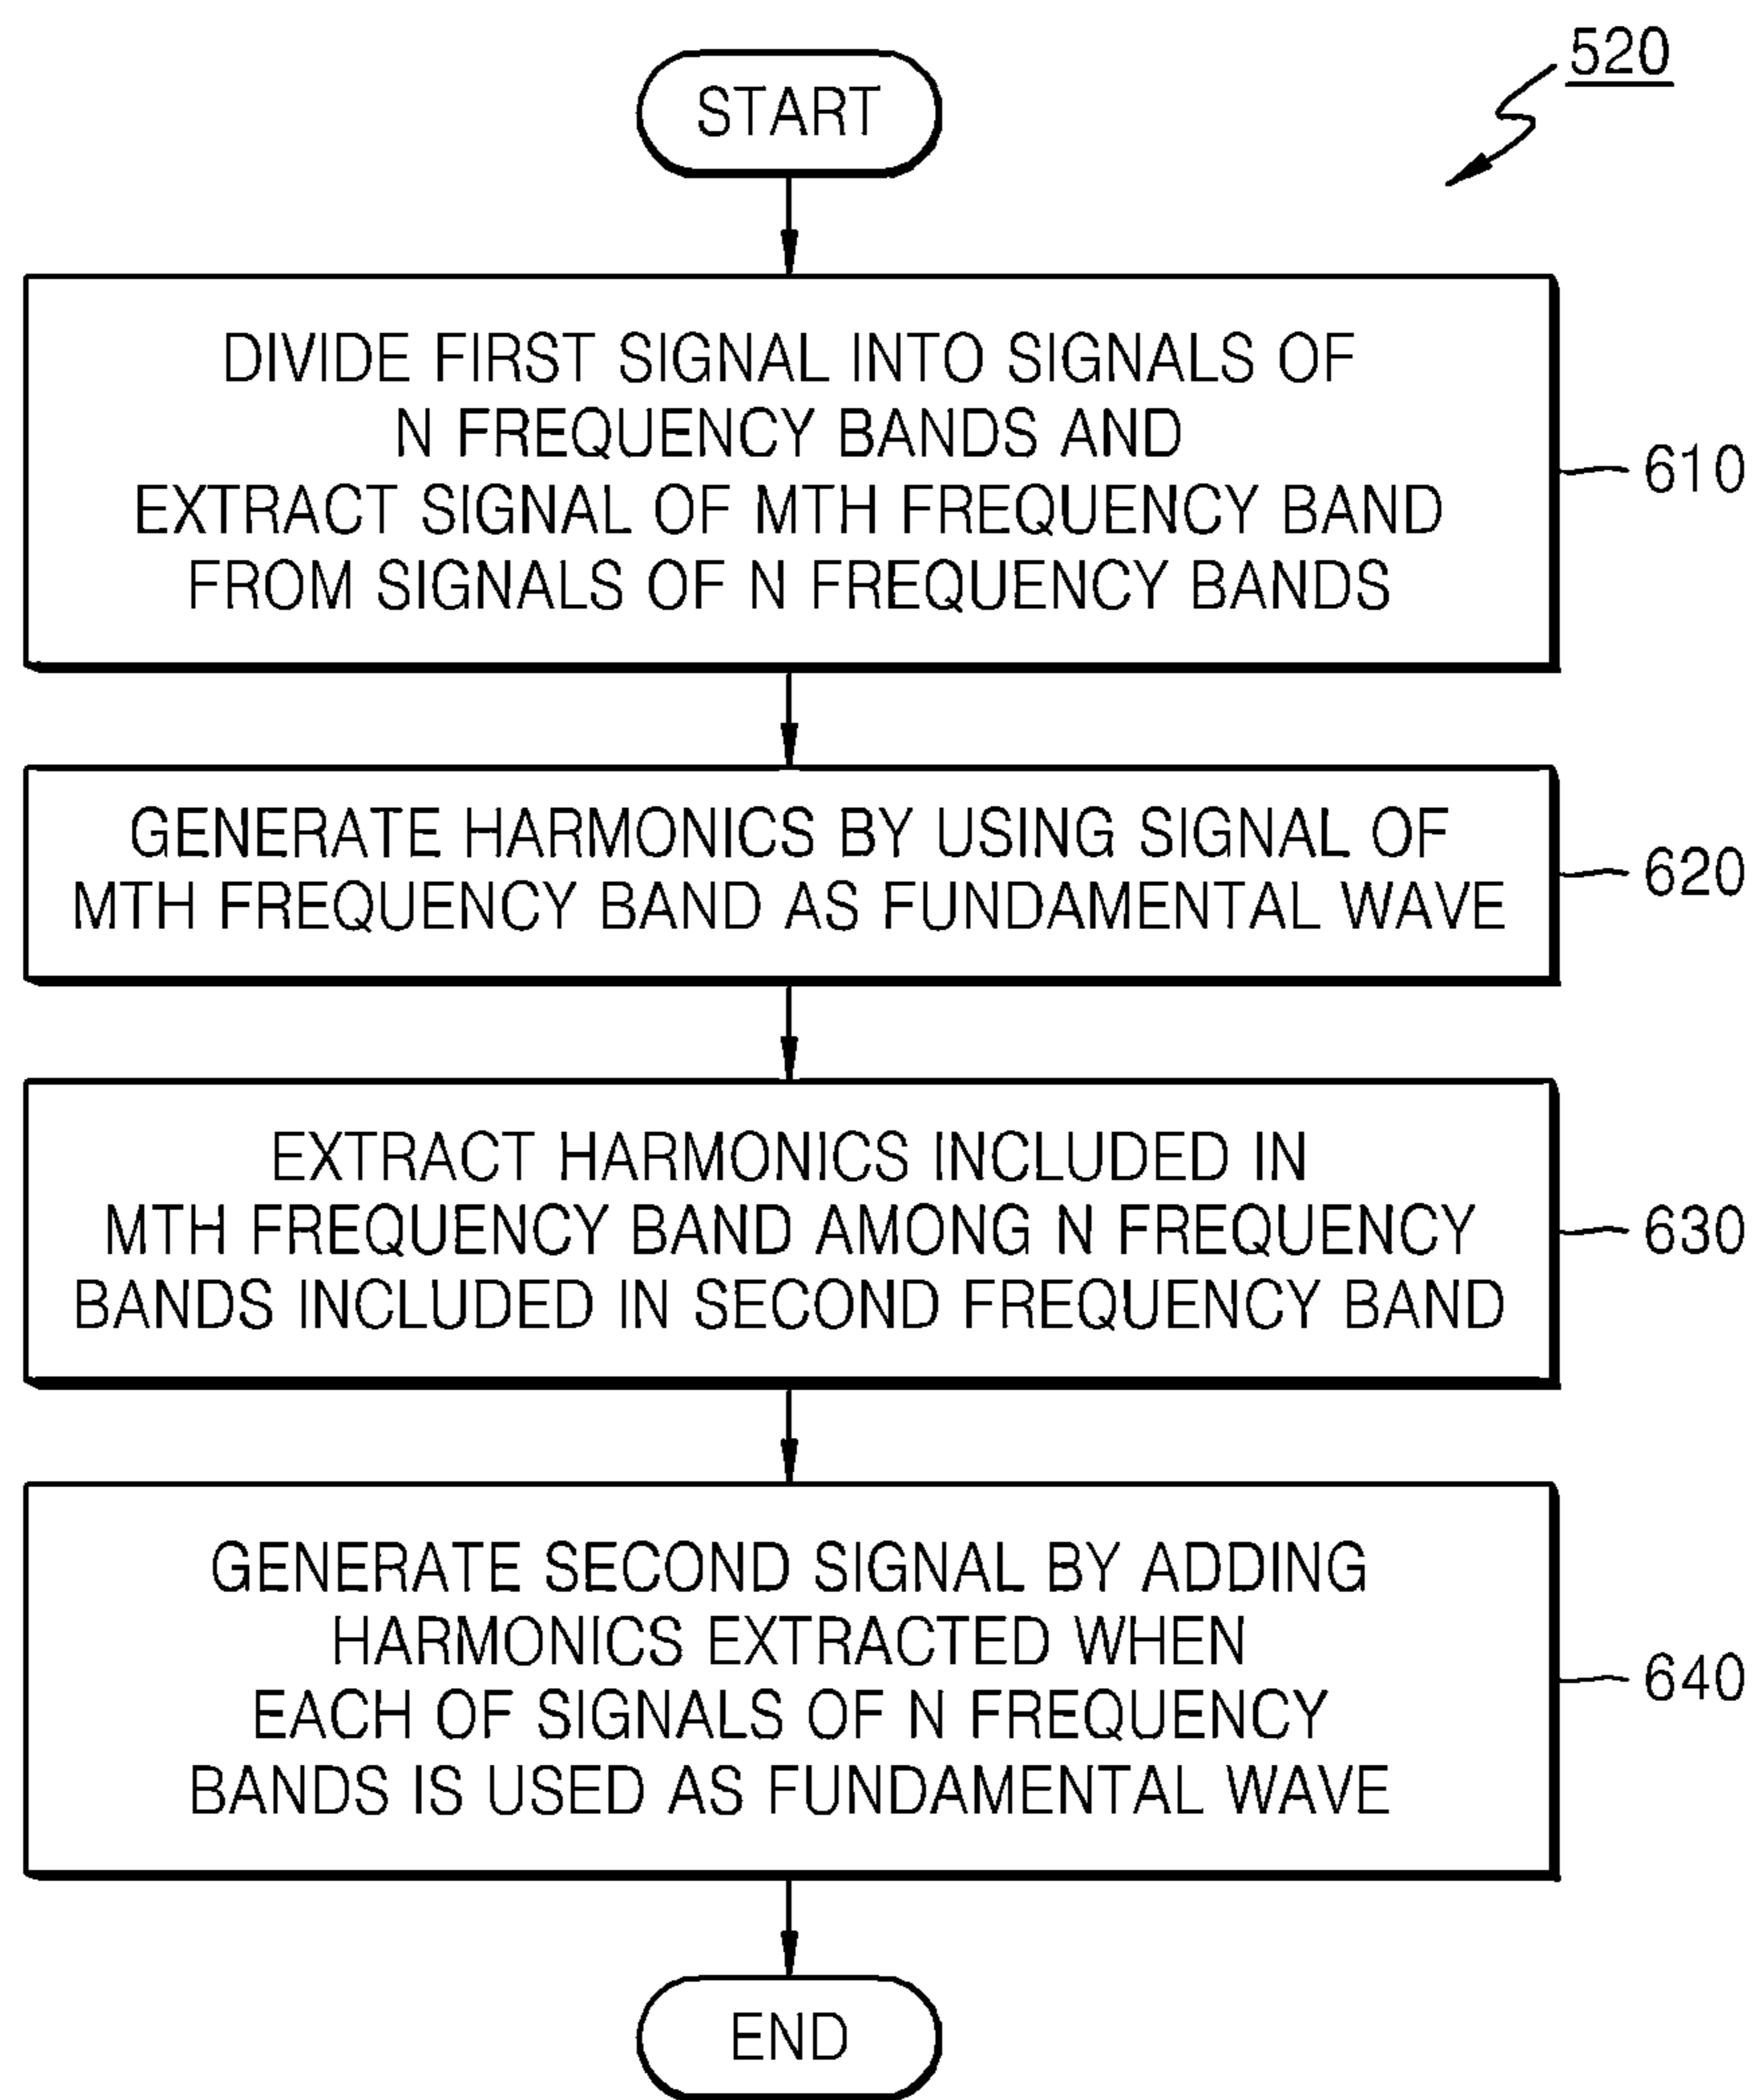 520
START
DIVIDE FIRST SIGNAL INTO SIGNALS OF
N FREQUENCY BANDS AND
EXTRACT SIGNAL OF MTH FREQUENCY BAND
FROM SIGNALS OF N FREQUENCY BANDS
610
GENERATE HARMONICS BY USING SIGNAL OF
MTH FREQUENCY BAND AS FUNDAMENTAL WAVE
620
EXTRACT HARMONICS INCLUDED IN
MTH FREQUENCY BAND AMONG N FREQUENCY
BANDS INCLUDED IN SECOND FREQUENCY BAND
630
GENERATE SECOND SIGNAL BY ADDING
HARMONICS EXTRACTED WHEN
EACH OF SIGNALS OF N FREQUENCY
BANDS IS USED AS FUNDAMENTAL WAVE
640
END